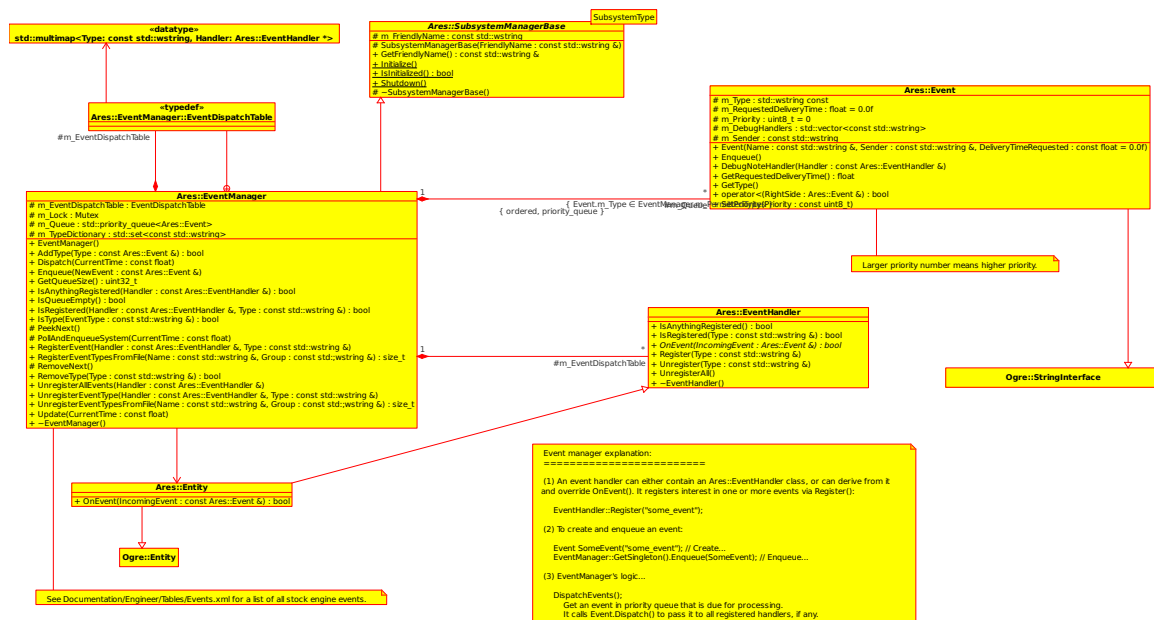 «datatype»
std::multimap<Type: const std::wstring, Handler: Ares::EventHandler *>
SubsystemType
Ares::SubsystemManagerBase
# m_FriendlyName : const std::wstring
# SubsystemManagerBase(FriendlyName : const std::wstring &)
+ GetFriendlyName() : const std::wstring &
+ Initialize()
+ IsInitialized() : bool
+ Shutdown()
# ~SubsystemManagerBase()
«typedef»
Ares::EventManager::EventDispatchTable
#m_EventDispatchTable
Ares::Event
# m_Type : std::wstring const
# m_RequestedDeliveryTime : float = 0.0f
# m_Priority : uint8_t = 0
# m_DebugHandlers : std::vector<const std::wstring>
# m_Sender : const std::wstring
+ Event(Name : const std::wstring &, Sender : const std::wstring &, DeliveryTimeRequested : const float = 0.0f)
+ Enqueue()
+ DebugNoteHandler(Handler : const Ares::EventHandler &)
+ GetRequestedDeliveryTime() : float
+ GetType()
+ operator<(RightSide : Ares::Event &) : bool
+ SetPriority(Priority : const uint8_t)
Ares::EventManager
# m_EventDispatchTable : EventDispatchTable
# m_Lock : Mutex
# m_Queue : std::priority_queue<Ares::Event>
# m_TypeDictionary : std::set<const std::wstring>
+ EventManager()
+ AddType(Type : const Ares::Event &) : bool
+ Dispatch(CurrentTime : const float)
+ Enqueue(NewEvent : const Ares::Event &)
+ GetQueueSize() : uint32_t
+ IsAnythingRegistered(Handler : const Ares::EventHandler &) : bool
+ IsQueueEmpty() : bool
+ IsRegistered(Handler : const Ares::EventHandler &, Type : const std::wstring &) : bool
+ IsType(EventType : const std::wstring &) : bool
# PeekNext()
# PollAndEnqueueSystem(CurrentTime : const float)
+ RegisterEvent(Handler : const Ares::EventHandler &, Type : const std::wstring &)
+ RegisterEventTypesFromFile(Name : const std::wstring &, Group : const std:;wstring &) : size_t
# RemoveNext()
+ RemoveType(Type : const std::wstring &) : bool
+ UnregisterAllEvents(Handler : const Ares::EventHandler &)
+ UnregisterEventType(Handler : const Ares::EventHandler &, Type : const std::wstring &)
+ UnregisterEventTypesFromFile(Name : const std::wstring &, Group : const std:;wstring &) : size_t
+ Update(CurrentTime : const float)
+ ~EventManager()
1
*
{ Event.m_Type ∈ EventManager
{ ordered, priority_queue }
Larger priority number means higher priority.
Ares::EventHandler
+ IsAnythingRegistered() : bool
+ IsRegistered(Type : const std::wstring &) : bool
+ OnEvent(IncomingEvent : Ares::Event &) : bool
+ Register(Type : const std::wstring &)
+ Unregister(Type : const std::wstring &)
+ UnregisterAll()
+ ~EventHandler()
1
*
#m_EventDispatchTable
Ogre::StringInterface
Ares::Entity
+ OnEvent(IncomingEvent : const Ares::Event &) : bool
Ogre::Entity
See Documentation/Engineer/Tables/Events.xml for a list of all stock engine events.
Event manager explanation:
=========================
(1) An event handler can either contain an Ares::EventHandler class, or can derive from it
and override OnEvent(). It registers interest in one or more events via Register():
EventHandler::Register("some_event");
(2) To create and enqueue an event:
Event SomeEvent("some_event"); // Create...
EventManager::GetSingleton().Enqueue(SomeEvent); // Enqueue...
(3) EventManager's logic...
DispatchEvents();
Get an event in priority queue that is due for processing.
It calls Event.Dispatch() to pass it to all registered handlers, if any.